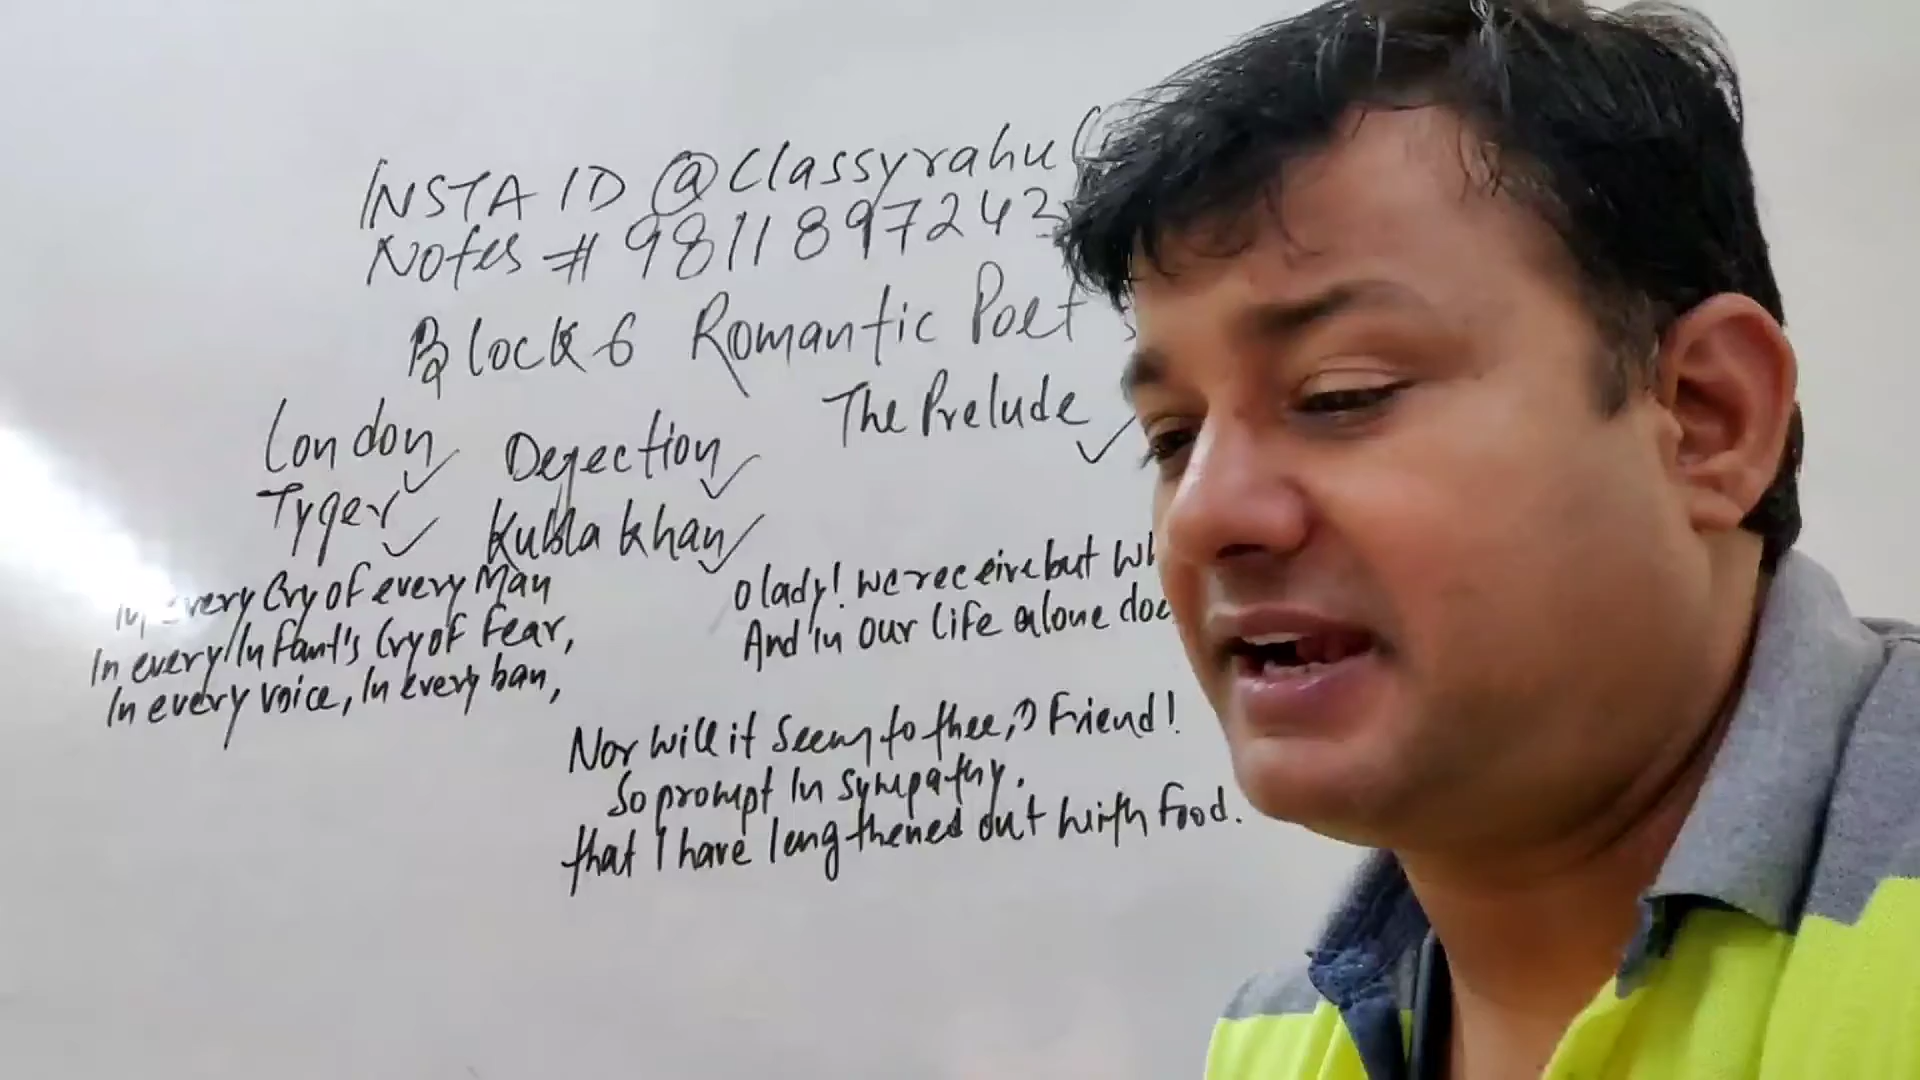 INSTA ID @Classyrahul
Notes # 9811897243
Block 6 Romantic Poet's
London Dejection The Prelude
Tyger Kubla khan
In every Cry of every Man
In every Infant's Cry of Fear,
In every voice, In every ban,
O lady! we receive but wh
And in our life alone doe
Nor will it Seem to thee, O Friend!
So prompt In sympathy.
that I have lengthened out with Food.